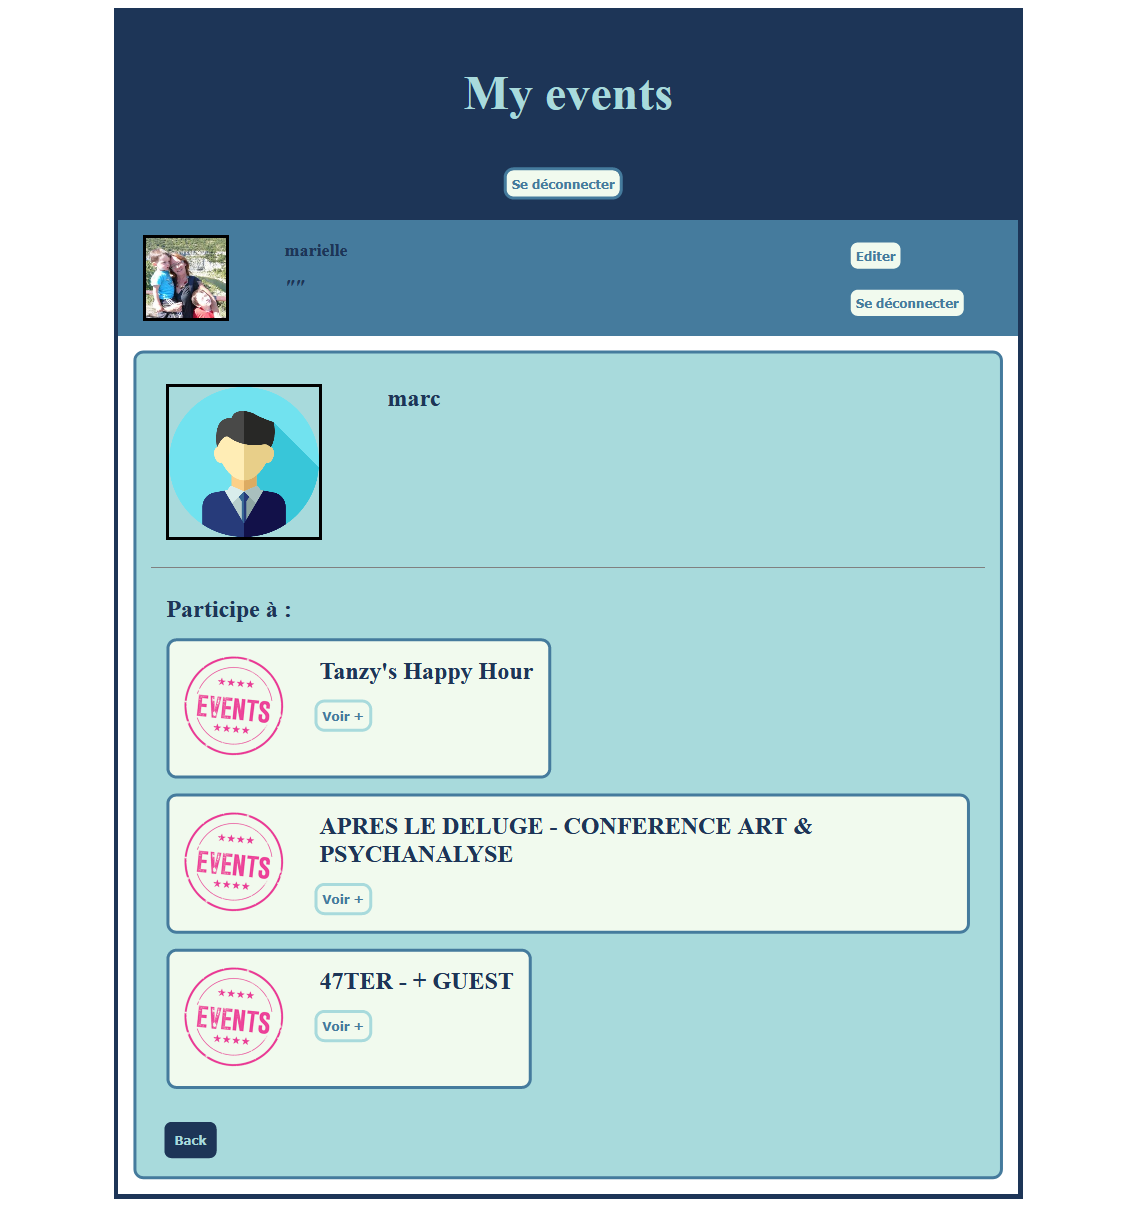 My events
Se déconnecter
marielle
""
Editer
Se déconnecter
marc
Participe à :
EVENTS
Tanzy's Happy Hour
Voir +
EVENTS
APRES LE DELUGE - CONFERENCE ART &
PSYCHANALYSE
Voir +
EVENTS
47TER - + GUEST
Voir +
Back